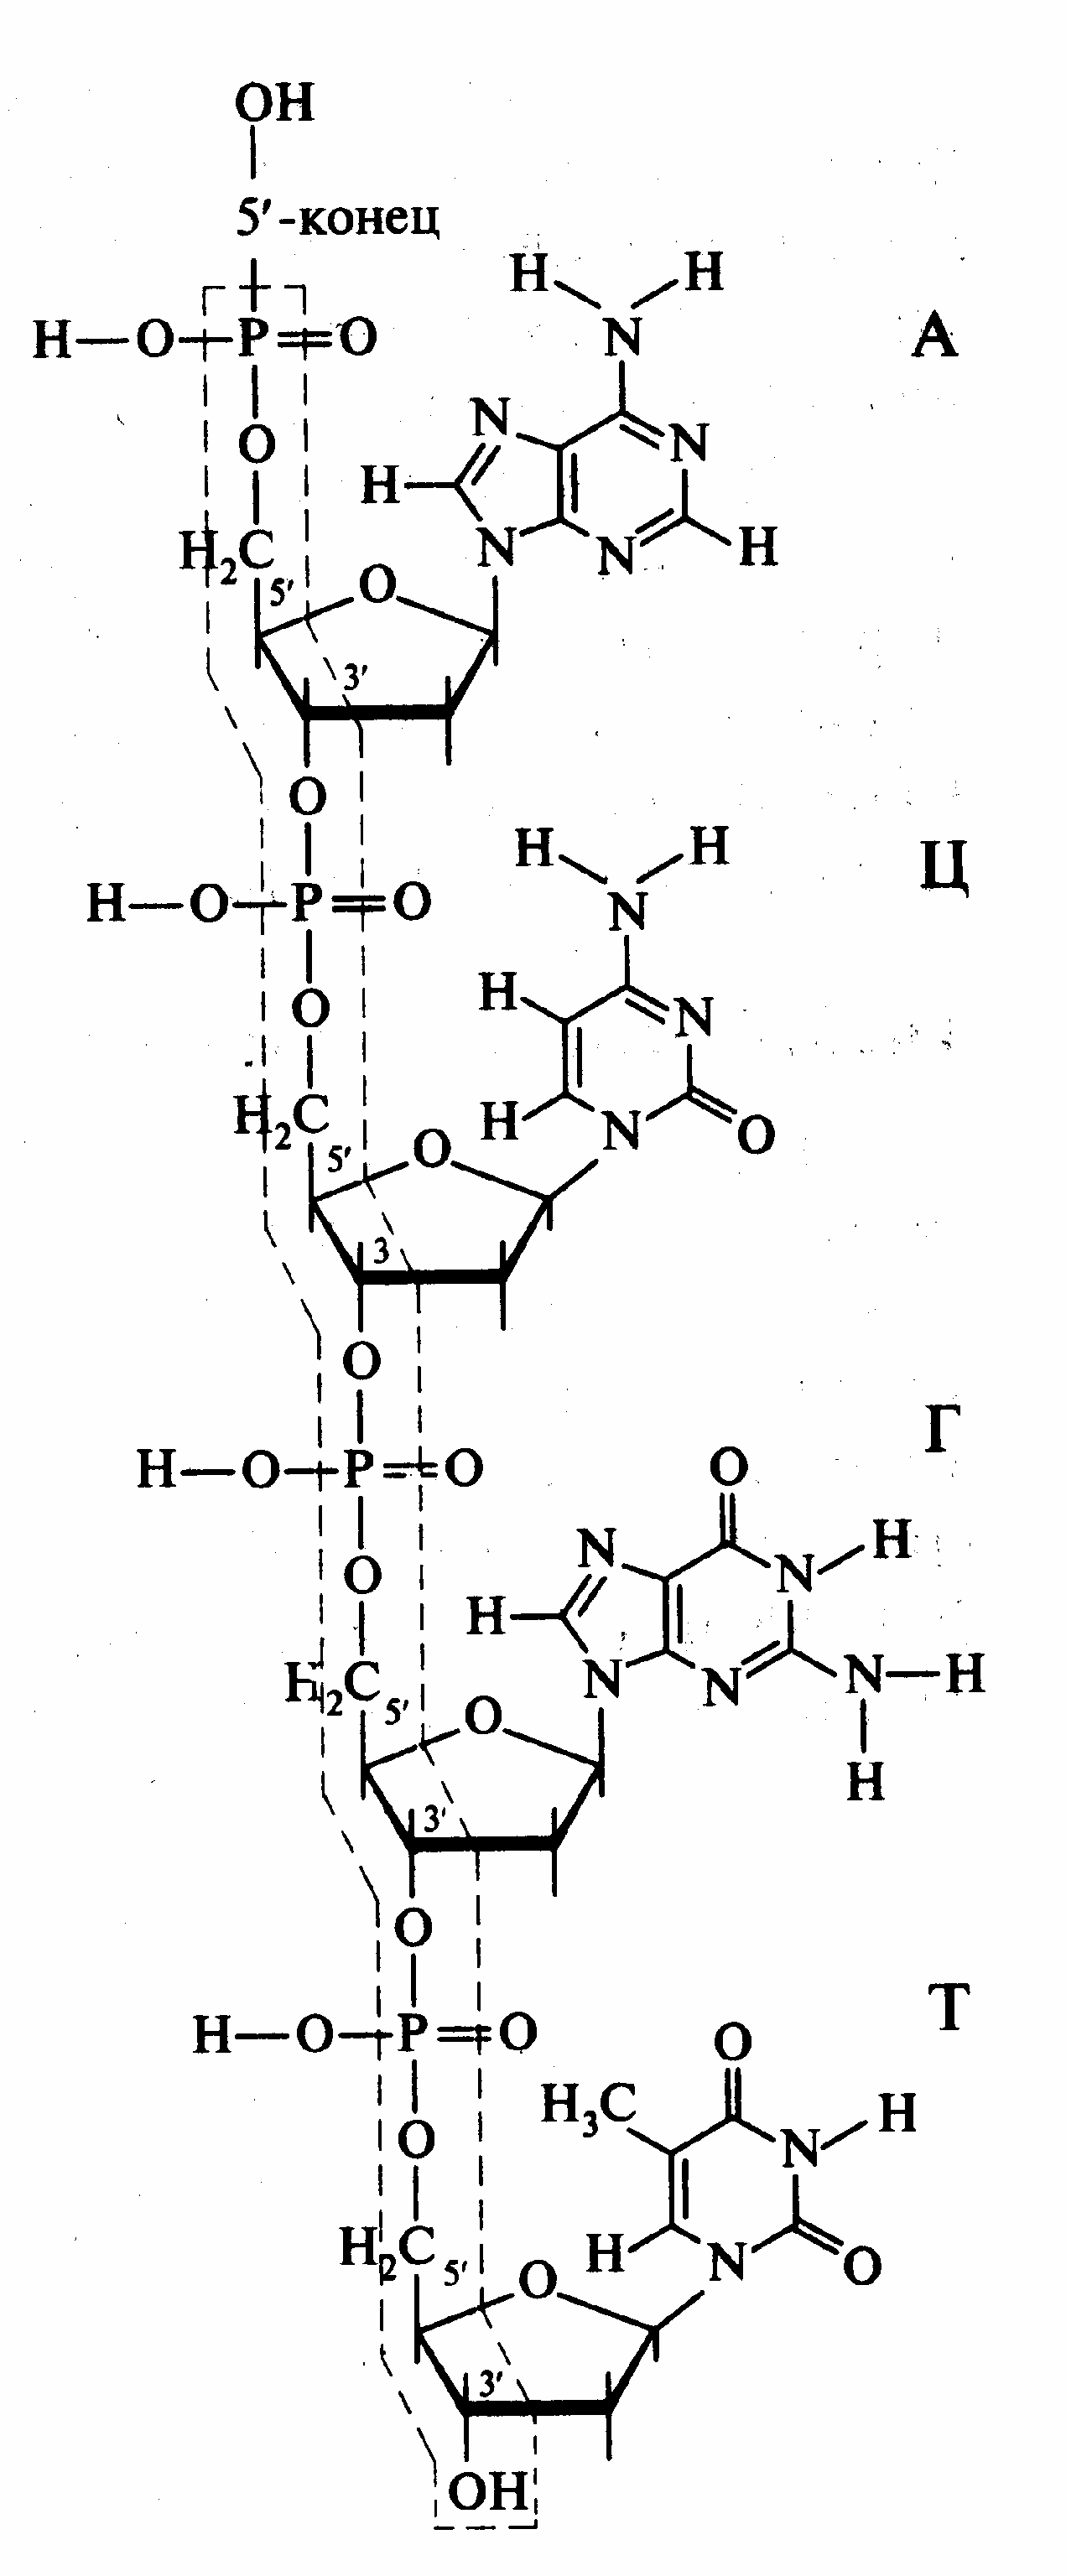 OH
5′-конец
H H
H—O—P=O N А
N N
O
H N N H
H₂C
5′ O
3′
O
H H Ц
H—O—P=O N
H N
O
H₂C H N O
5′ O
3
O
Г
H—O—P=O O
N N H
O
H N N N H
H₂C
5′ O H
3′
O
Т
H—O—P=O O
H₃C N H
O
H₂C H N O
5′ O
3′
OH